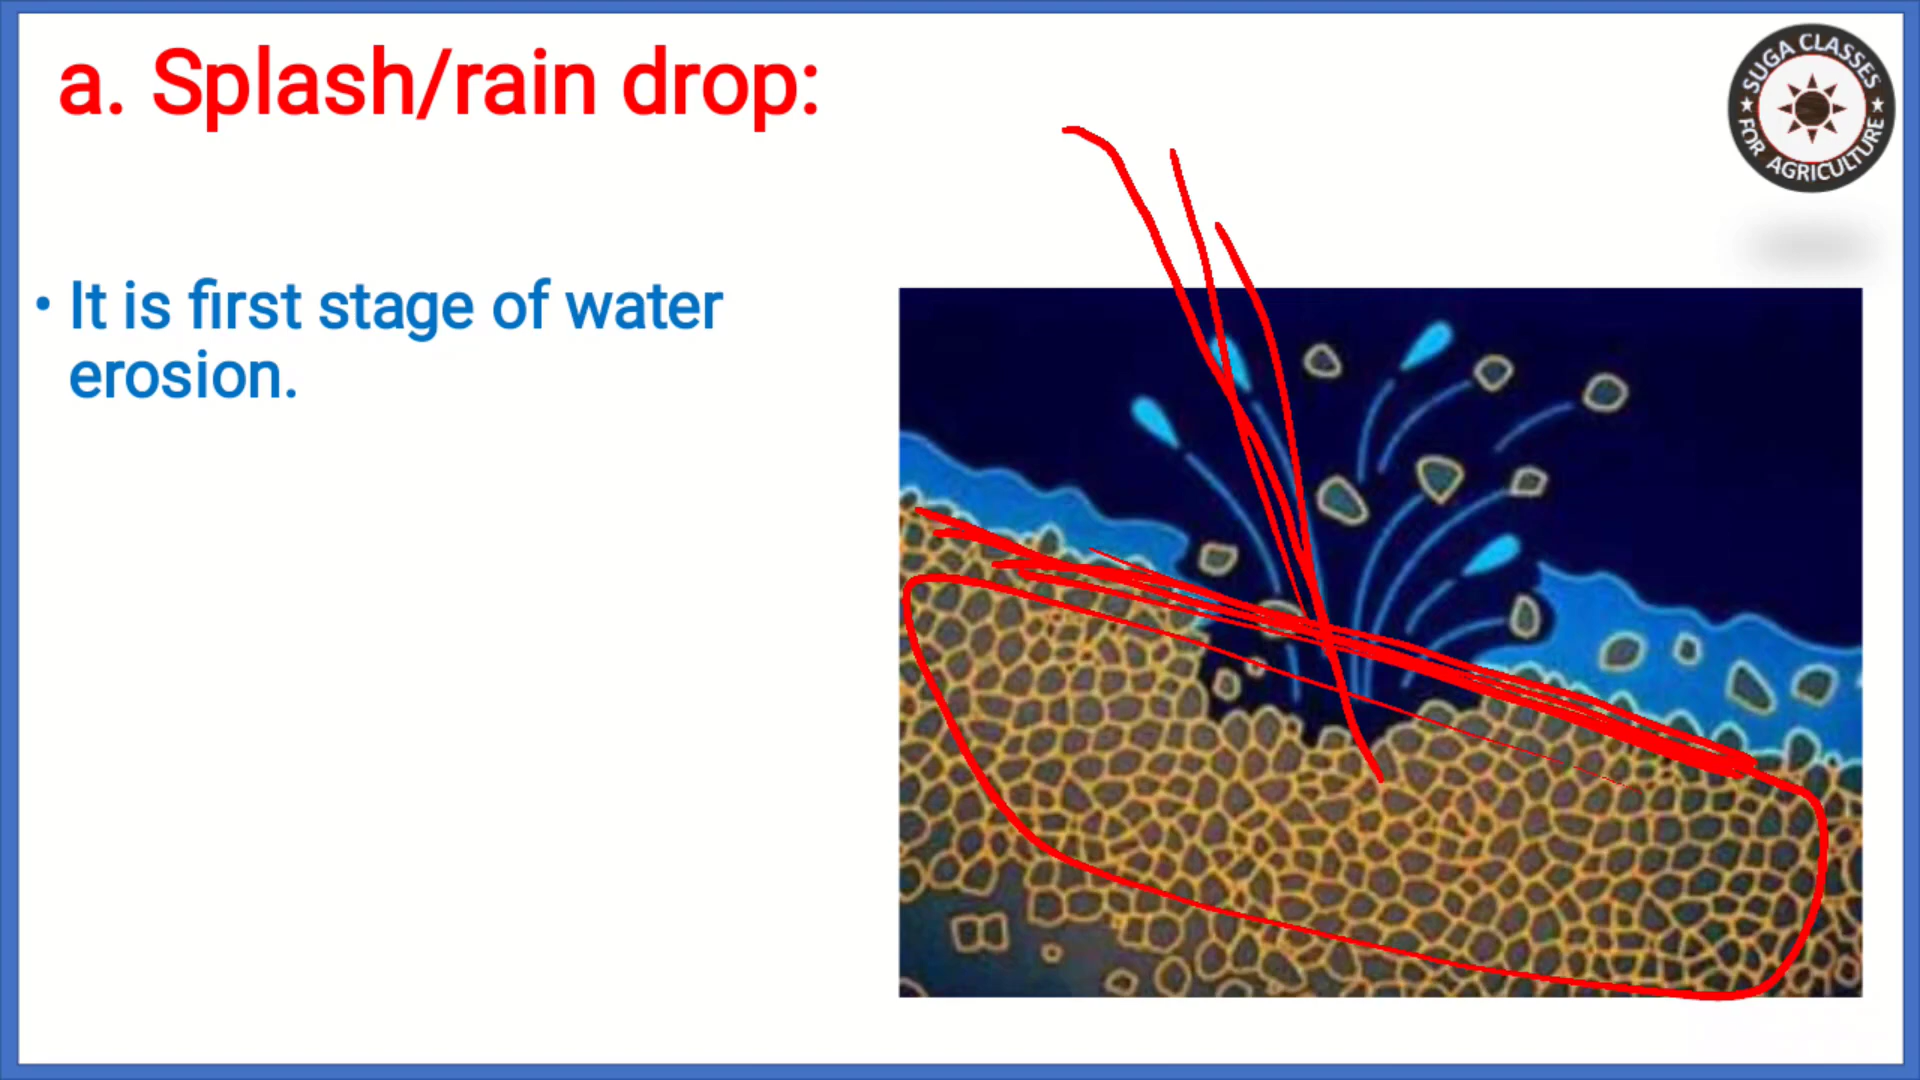 a. Splash/rain drop:
SUGA CLASSES
FOR AGRICULTURE
• It is first stage of water
erosion.